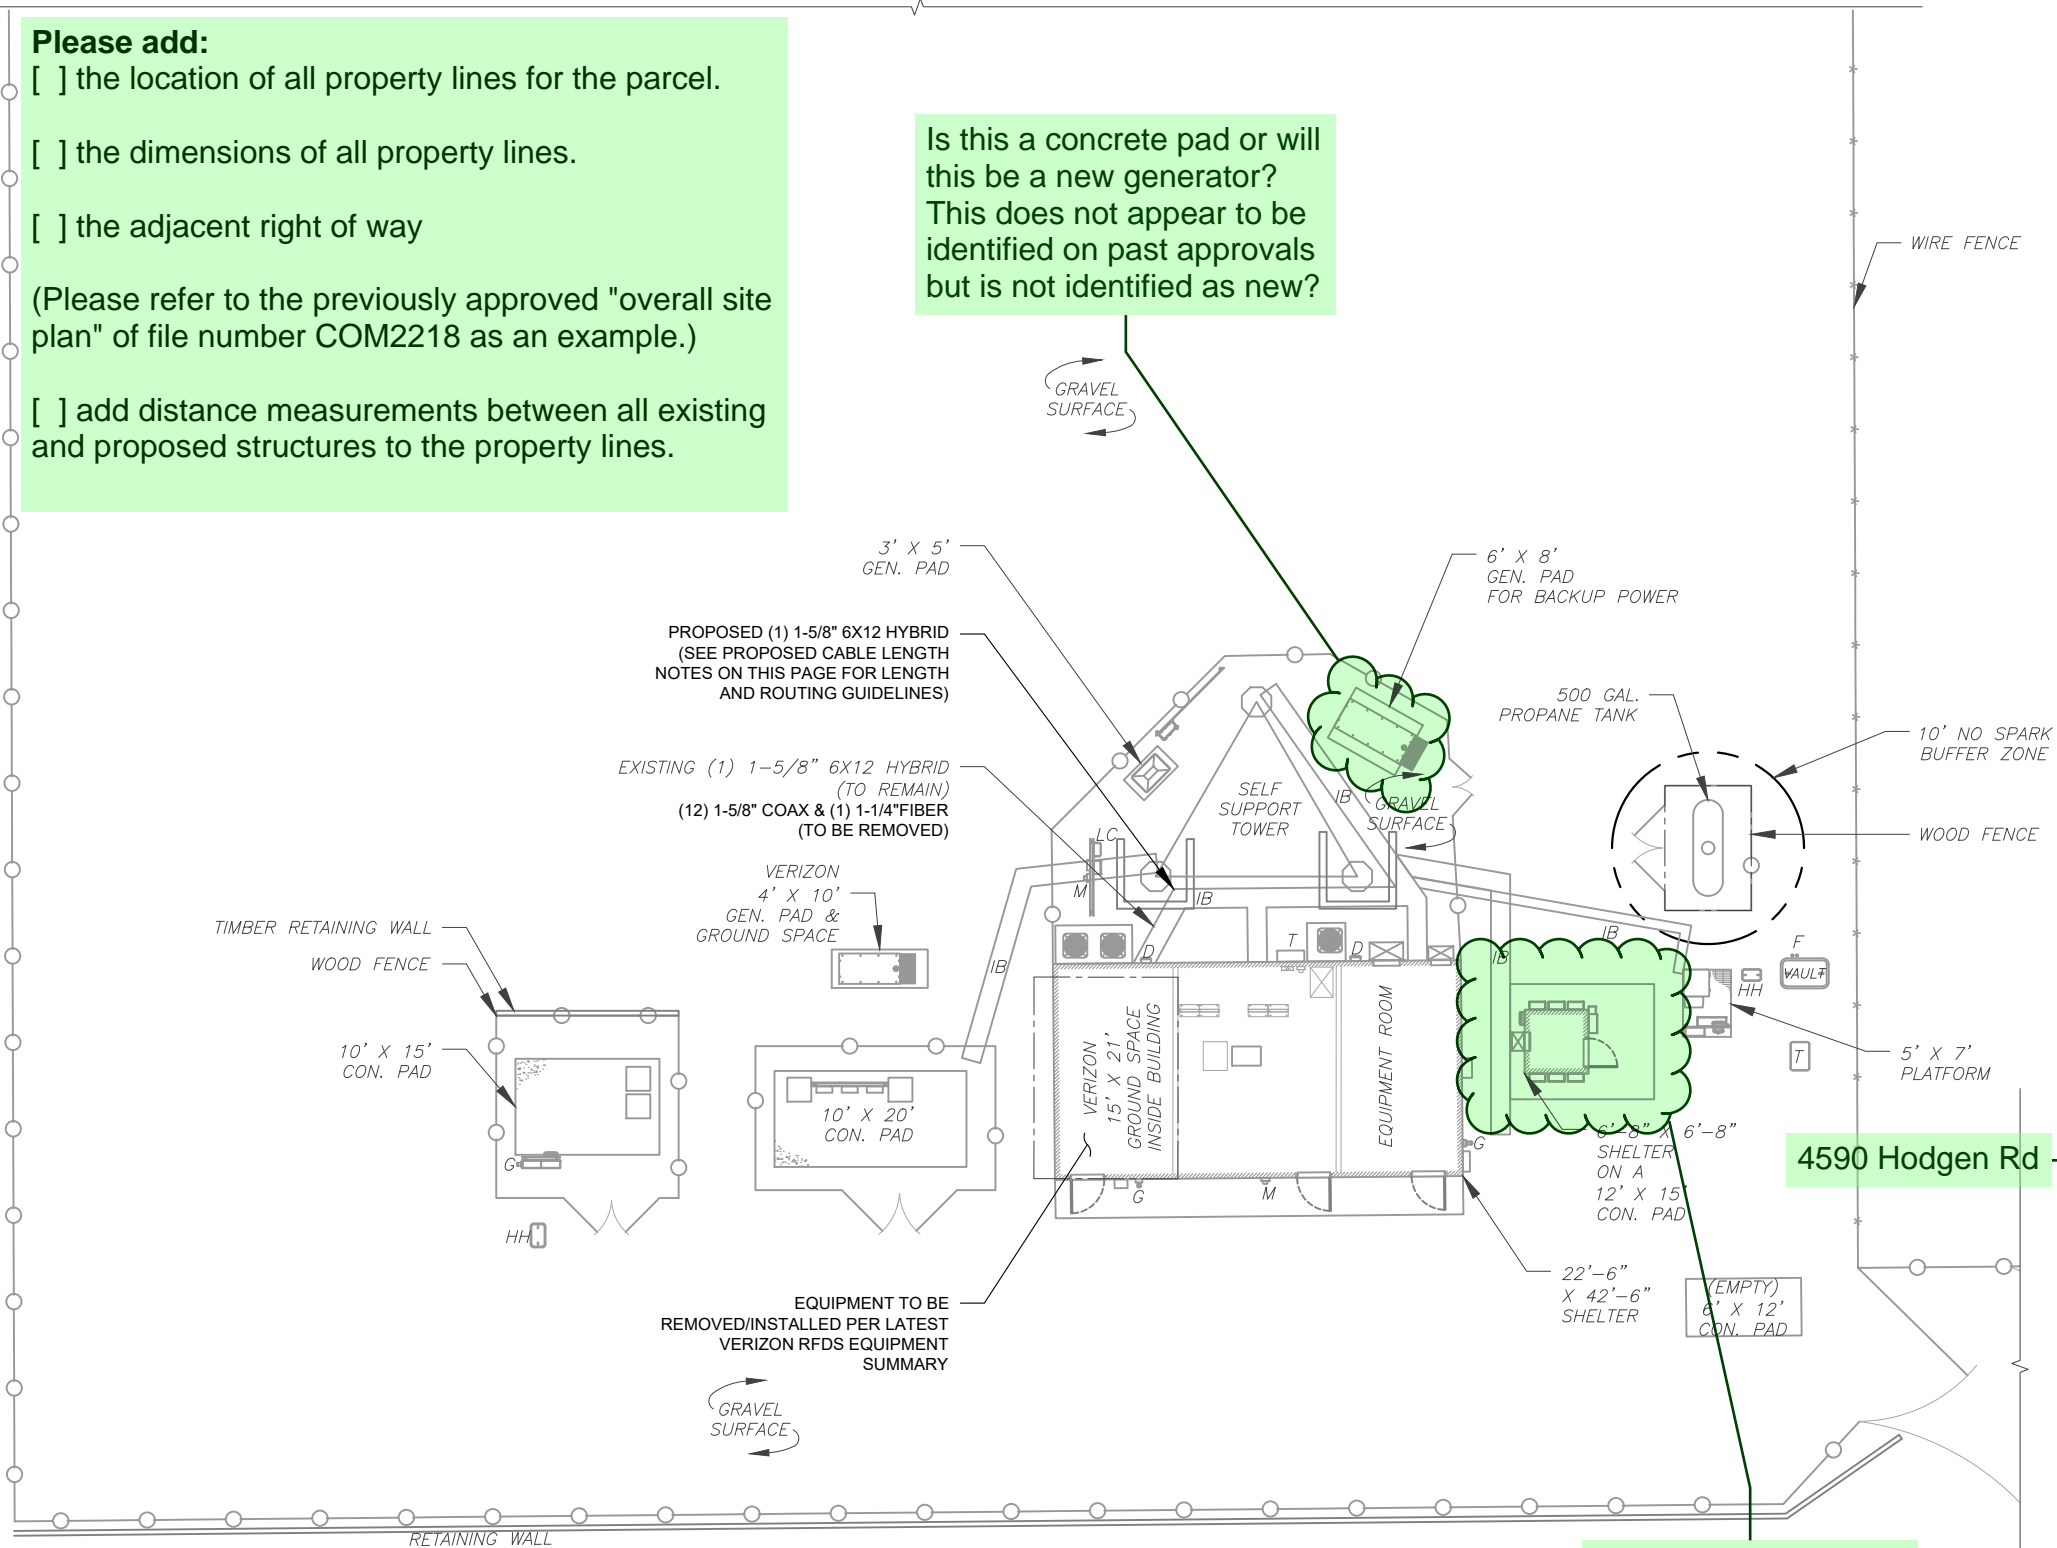 Please add:
[ ] the location of all property lines for the parcel.
[ ] the dimensions of all property lines.
[ ] the adjacent right of way
(Please refer to the previously approved "overall site
plan" of file number COM2218 as an example.)
[ ] add distance measurements between all existing
and proposed structures to the property lines.
Is this a concrete pad or will
this be a new generator?
This does not appear to be
identified on past approvals
but is not identified as new?
WIRE FENCE
GRAVEL
SURFACE
3' X 5'
GEN. PAD
6' X 8'
GEN. PAD
FOR BACKUP POWER
PROPOSED (1) 1-5/8" 6X12 HYBRID
(SEE PROPOSED CABLE LENGTH
NOTES ON THIS PAGE FOR LENGTH
AND ROUTING GUIDELINES)
500 GAL.
PROPANE TANK
10' NO SPARK
BUFFER ZONE
EXISTING (1) 1-5/8" 6X12 HYBRID
(TO REMAIN)
(12) 1-5/8" COAX & (1) 1-1/4"FIBER
(TO BE REMOVED)
SELF
SUPPORT
TOWER
IB
GRAVEL
SURFACE
WOOD FENCE
LC
M
IB
VERIZON
4' X 10'
GEN. PAD &
GROUND SPACE
TIMBER RETAINING WALL
WOOD FENCE
IB
D
T
D
IB
IB
F
VAULT
HH
T
5' X 7'
PLATFORM
10' X 15'
CON. PAD
G
10' X 20'
CON. PAD
VERIZON
15' X 21'
GROUND SPACE
INSIDE BUILDING
EQUIPMENT ROOM
G
6'-8" X 6'-8"
SHELTER
ON A
12' X 15'
CON. PAD
4590 Hodgen Rd
G
M
HH
22'-6"
X 42'-6"
SHELTER
(EMPTY)
6' X 12'
CON. PAD
EQUIPMENT TO BE
REMOVED/INSTALLED PER LATEST
VERIZON RFDS EQUIPMENT
SUMMARY
GRAVEL
SURFACE
RETAINING WALL